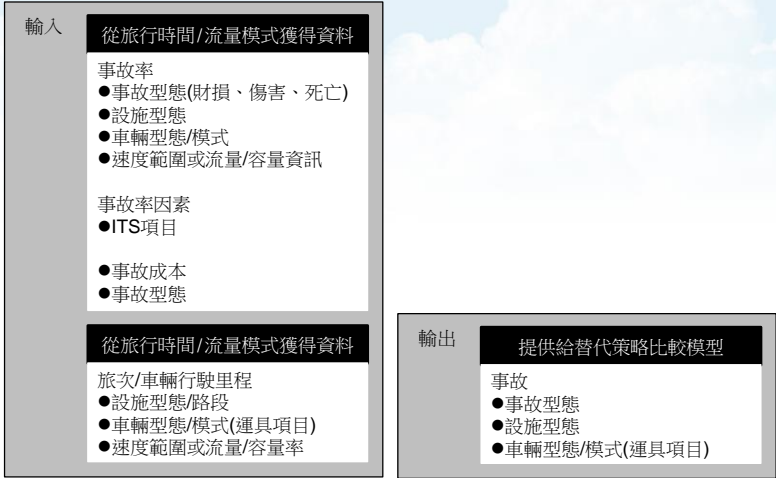 輸入
從旅行時間/流量模式獲得資料
事故率
●事故型態(財損、傷害、死亡)
●設施型態
●車輛型態/模式
●速度範圍或流量/容量資訊
事故率因素
●ITS項目
●事故成本
●事故型態
從旅行時間/流量模式獲得資料
旅次/車輛行駛里程
●設施型態/路段
●車輛型態/模式(運具項目)
●速度範圍或流量/容量率
輸出
提供給替代策略比較模型
事故
●事故型態
●設施型態
●車輛型態/模式(運具項目)